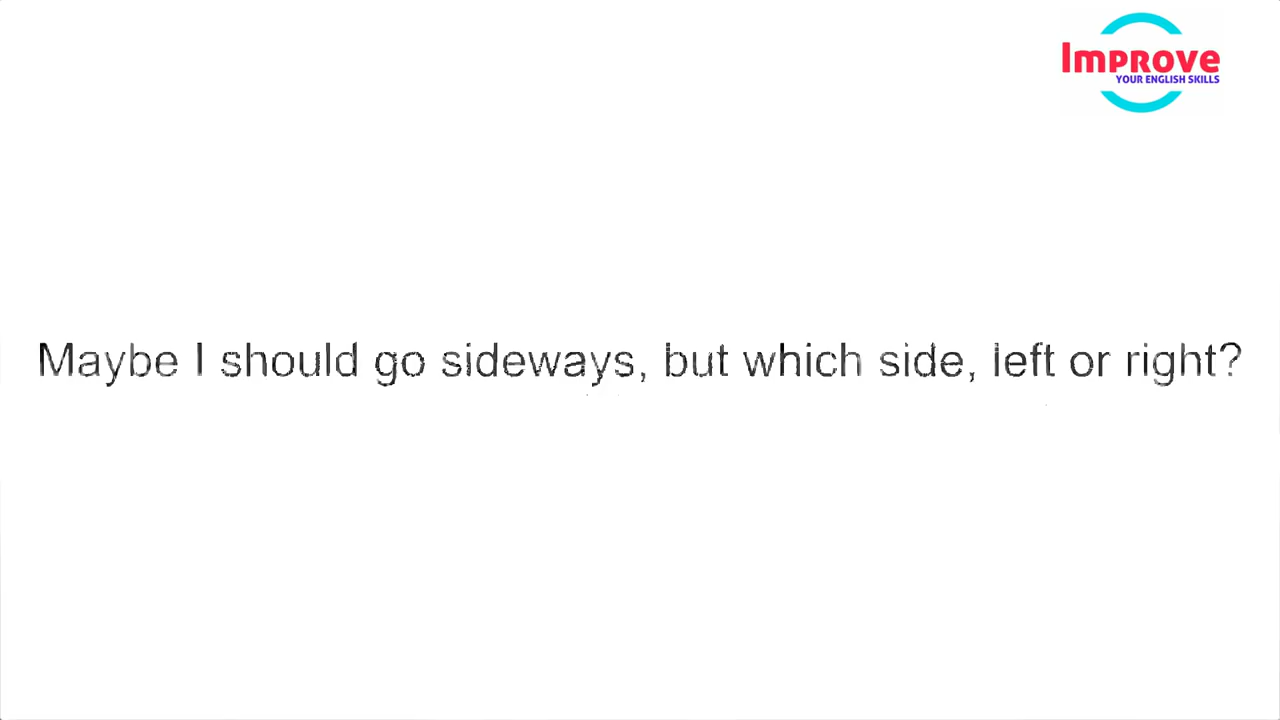 Improve
YOUR ENGLISH SKILLS
Maybe I should go sideways, but which side, left or right?